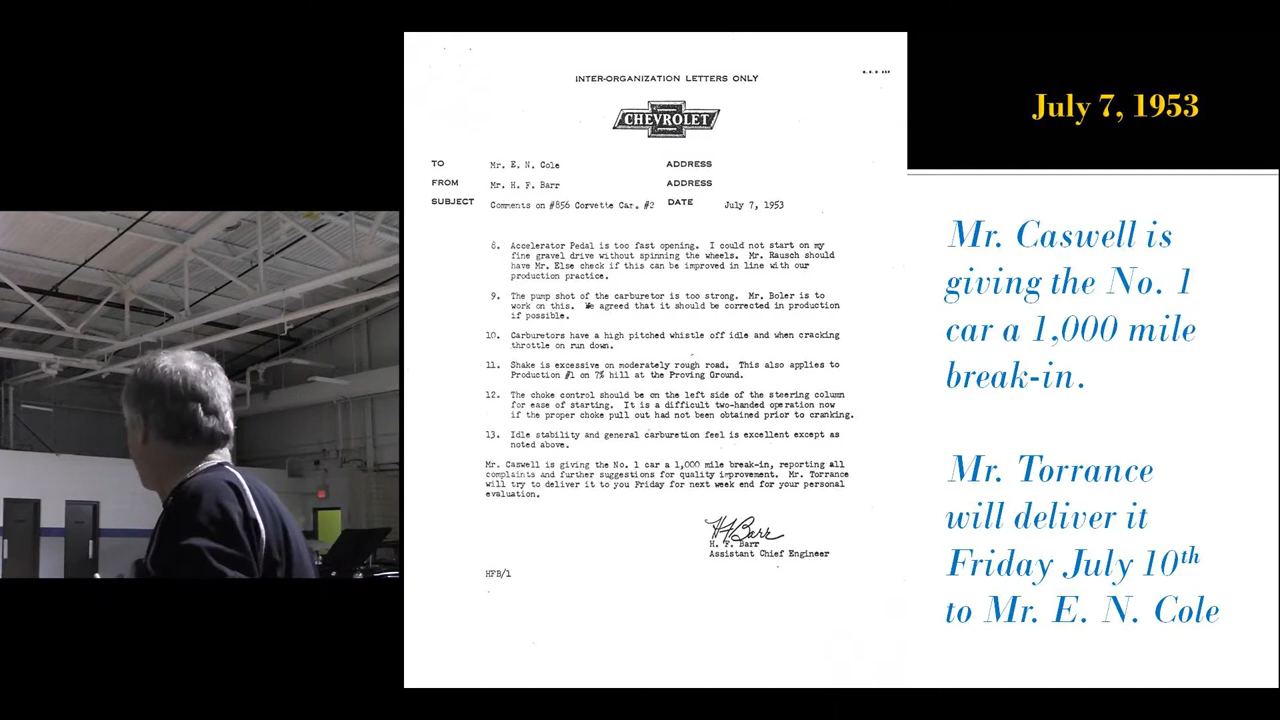 INTER-ORGANIZATION LETTERS ONLY
CHEVROLET
TO Mr. E. N. Cole ADDRESS
FROM Mr. H. F. Barr ADDRESS
SUBJECT Comments on #856 Corvette Car. #2 DATE July 7, 1953
8. Accelerator Pedal is too fast opening. I could not start on my
fine gravel drive without spinning the wheels. Mr. Rausch should
have Mr. Else check if this can be improved in line with our
production practice.
9. The pump shot of the carburetor is too strong. Mr. Boler is to
work on this. We agreed that it should be corrected in production
if possible.
10. Carburetors have a high pitched whistle off idle and when cracking
throttle on run down.
11. Shake is excessive on moderately rough road. This also applies to
Production #1 on 7% hill at the Proving Ground.
12. The choke control should be on the left side of the steering column
for ease of starting. It is a difficult two-handed operation now
if the proper choke pull out had not been obtained prior to cranking.
13. Idle stability and general carburetion feel is excellent except as
noted above.
Mr. Caswell is giving the No. 1 car a 1,000 mile break-in, reporting all
complaints and further suggestions for quality improvement. Mr. Torrance
will try to deliver it to you Friday for next week end for your personal
evaluation.
HFBarr
H. F. Barr
Assistant Chief Engineer
HFB/1
July 7, 1953
Mr. Caswell is
giving the No. 1
car a 1,000 mile
break-in.
Mr. Torrance
will deliver it
Friday July 10th
to Mr. E. N. Cole